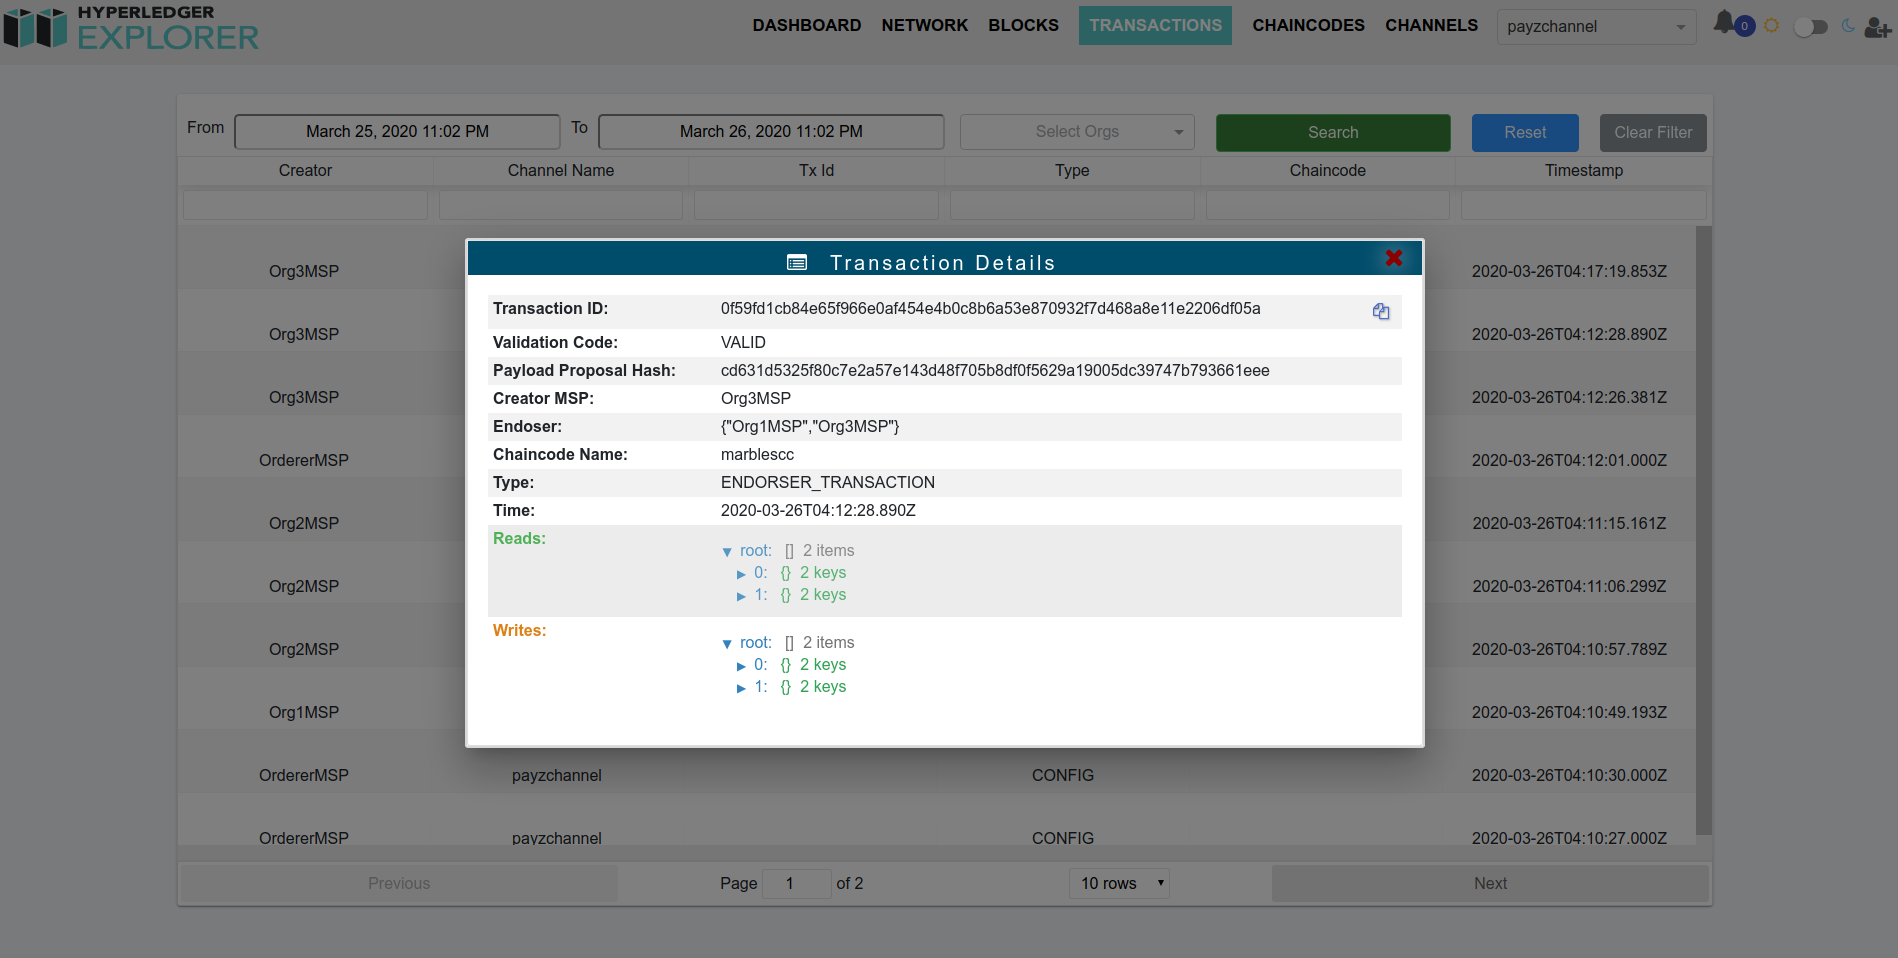 HYPERLEDGER
EXPLORER
DASHBOARD NETWORK BLOCKS TRANSACTIONS CHAINCODES CHANNELS payzchannel 0
From March 25, 2020 11:02 PM To March 26, 2020 11:02 PM Select Orgs Search Reset Clear Filter
Creator Channel Name Tx Id Type Chaincode Timestamp
Org3MSP 2020-03-26T04:17:19.853Z
Org3MSP 2020-03-26T04:12:28.890Z
Org3MSP 2020-03-26T04:12:26.381Z
OrdererMSP 2020-03-26T04:12:01.000Z
Org2MSP 2020-03-26T04:11:15.161Z
Org2MSP 2020-03-26T04:11:06.299Z
Org2MSP 2020-03-26T04:10:57.789Z
Org1MSP 2020-03-26T04:10:49.193Z
OrdererMSP payzchannel CONFIG 2020-03-26T04:10:30.000Z
OrdererMSP payzchannel CONFIG 2020-03-26T04:10:27.000Z
Previous Page 1 of 2 10 rows Next
Transaction Details
Transaction ID: 0f59fd1cb84e65f966e0af454e4b0c8b6a53e870932f7d468a8e11e2206df05a
Validation Code: VALID
Payload Proposal Hash: cd631d5325f80c7e2a57e143d48f705b8df0f5629a19005dc39747b793661eee
Creator MSP: Org3MSP
Endoser: {"Org1MSP","Org3MSP"}
Chaincode Name: marblescc
Type: ENDORSER_TRANSACTION
Time: 2020-03-26T04:12:28.890Z
Reads:
root: [] 2 items
0: {} 2 keys
1: {} 2 keys
Writes:
root: [] 2 items
0: {} 2 keys
1: {} 2 keys